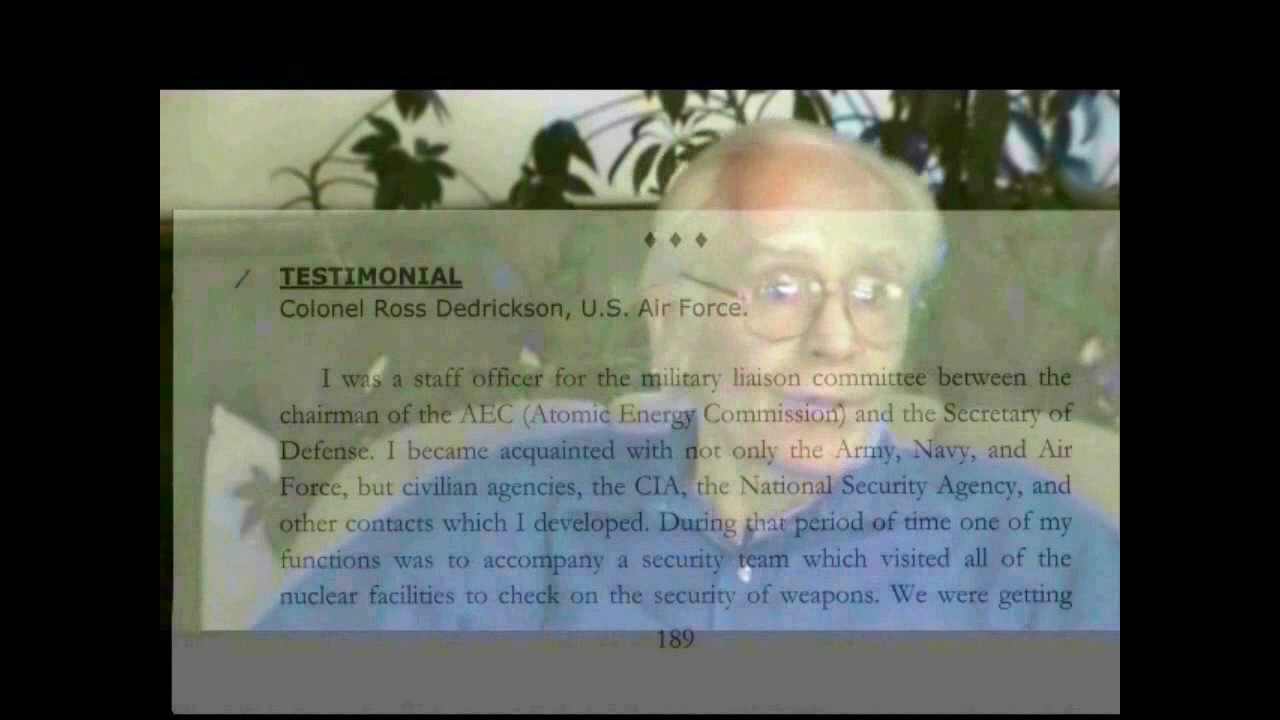 ♦ ♦ ♦
TESTIMONIAL
Colonel Ross Dedrickson, U.S. Air Force.
I was a staff officer for the military liaison committee between the
chairman of the AEC (Atomic Energy Commission) and the Secretary of
Defense. I became acquainted with not only the Army, Navy, and Air
Force, but civilian agencies, the CIA, the National Security Agency, and
other contacts which I developed. During that period of time one of my
functions was to accompany a security team which visited all of the
nuclear facilities to check on the security of weapons. We were getting
189